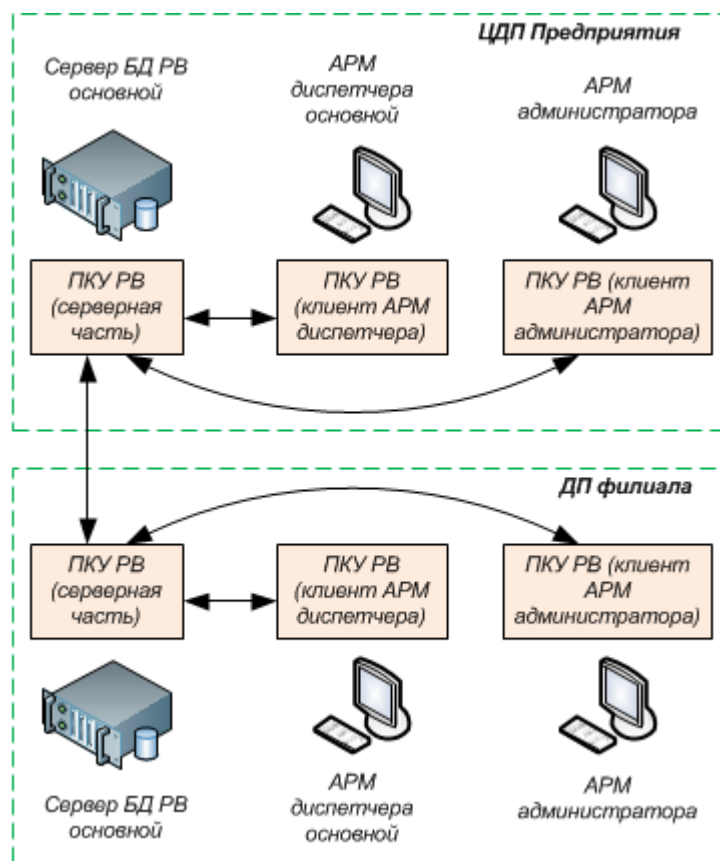 ЦДП Предприятия
Сервер БД РВ
основной
АРМ
диспетчера
основной
АРМ
администратора
ПКУ РВ
(серверная
часть)
ПКУ РВ
(клиент АРМ
диспетчера)
ПКУ РВ (клиент
АРМ
администратора)
ДП филиала
ПКУ РВ
(серверная
часть)
ПКУ РВ
(клиент АРМ
диспетчера)
ПКУ РВ (клиент
АРМ
администратора)
Сервер БД РВ
основной
АРМ
диспетчера
основной
АРМ
администратора